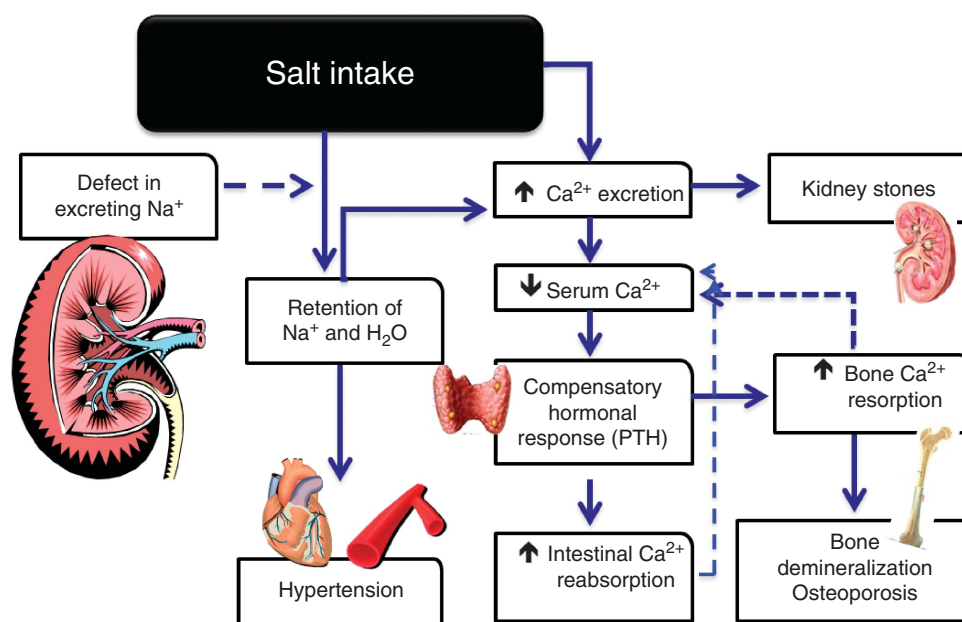 Salt intake
Defect in
excreting Na⁺
↑ Ca²⁺ excretion
Kidney stones
↓ Serum Ca²⁺
Retention of
Na⁺ and H₂O
Compensatory
hormonal
response (PTH)
↑ Bone Ca²⁺
resorption
Hypertension
↑ Intestinal Ca²⁺
reabsorption
Bone
demineralization
Osteoporosis